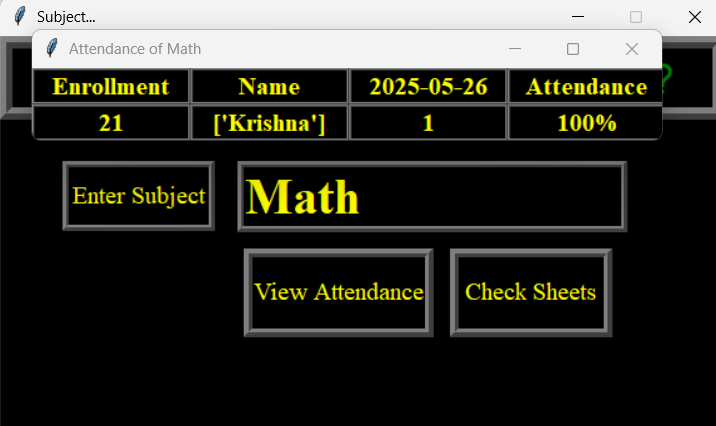 Subject...
Attendance of Math
Enrollment Name 2025-05-26 Attendance
21 ['Krishna'] 1 100%
?
Enter Subject Math
View Attendance Check Sheets